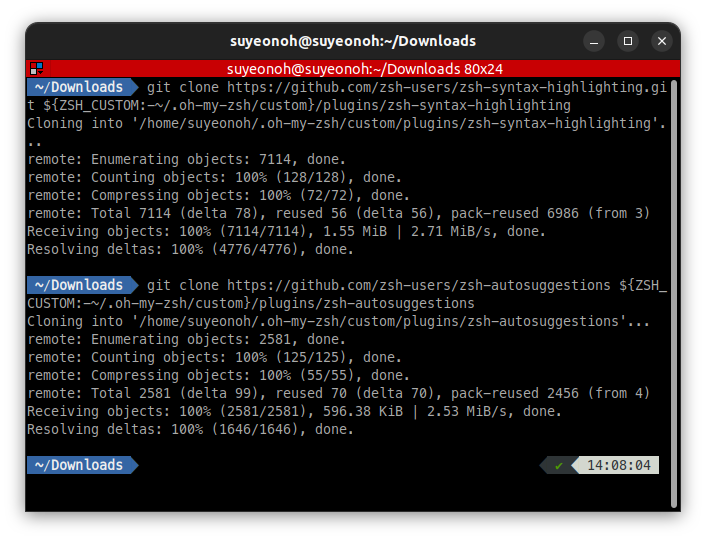 suyeonoh@suyeonoh:~/Downloads
suyeonoh@suyeonoh:~/Downloads 80x24
~/Downloads git clone https://github.com/zsh-users/zsh-syntax-highlighting.gi
t ${ZSH_CUSTOM:-~/.oh-my-zsh/custom}/plugins/zsh-syntax-highlighting
Cloning into '/home/suyeonoh/.oh-my-zsh/custom/plugins/zsh-syntax-highlighting'.
..
remote: Enumerating objects: 7114, done.
remote: Counting objects: 100% (128/128), done.
remote: Compressing objects: 100% (72/72), done.
remote: Total 7114 (delta 78), reused 56 (delta 56), pack-reused 6986 (from 3)
Receiving objects: 100% (7114/7114), 1.55 MiB | 2.71 MiB/s, done.
Resolving deltas: 100% (4776/4776), done.
~/Downloads git clone https://github.com/zsh-users/zsh-autosuggestions ${ZSH_
CUSTOM:-~/.oh-my-zsh/custom}/plugins/zsh-autosuggestions
Cloning into '/home/suyeonoh/.oh-my-zsh/custom/plugins/zsh-autosuggestions'...
remote: Enumerating objects: 2581, done.
remote: Counting objects: 100% (125/125), done.
remote: Compressing objects: 100% (55/55), done.
remote: Total 2581 (delta 99), reused 70 (delta 70), pack-reused 2456 (from 4)
Receiving objects: 100% (2581/2581), 596.38 KiB | 2.53 MiB/s, done.
Resolving deltas: 100% (1646/1646), done.
~/Downloads ✔ 14:08:04